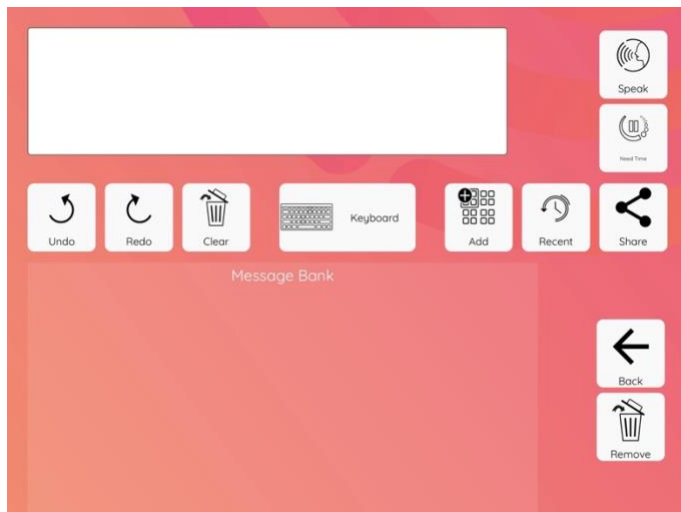 Speak
Need Time
Undo
Redo
Clear
Keyboard
Add
Recent
Share
Message Bank
Back
Remove